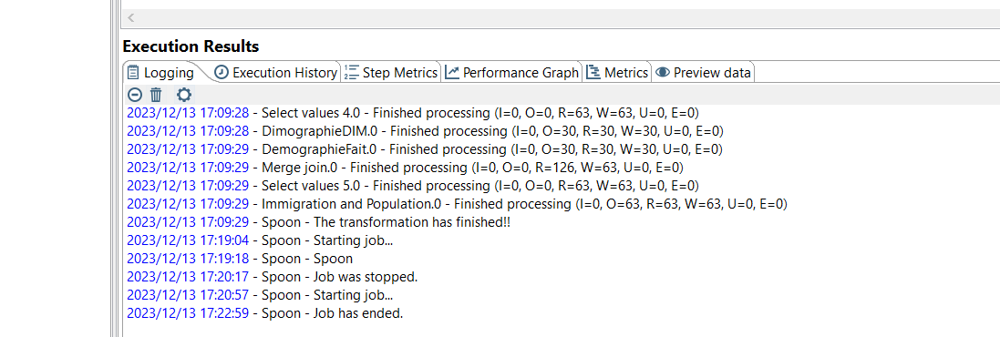 Execution Results
Logging Execution History Step Metrics Performance Graph Metrics Preview data
2023/12/13 17:09:28 - Select values 4.0 - Finished processing (I=0, O=0, R=63, W=63, U=0, E=0)
2023/12/13 17:09:28 - DimographieDIM.0 - Finished processing (I=0, O=30, R=30, W=30, U=0, E=0)
2023/12/13 17:09:29 - DemographieFait.0 - Finished processing (I=0, O=30, R=30, W=30, U=0, E=0)
2023/12/13 17:09:29 - Merge join.0 - Finished processing (I=0, O=0, R=126, W=63, U=0, E=0)
2023/12/13 17:09:29 - Select values 5.0 - Finished processing (I=0, O=0, R=63, W=63, U=0, E=0)
2023/12/13 17:09:29 - Immigration and Population.0 - Finished processing (I=0, O=63, R=63, W=63, U=0, E=0)
2023/12/13 17:09:29 - Spoon - The transformation has finished!!
2023/12/13 17:19:04 - Spoon - Starting job...
2023/12/13 17:19:18 - Spoon - Spoon
2023/12/13 17:20:17 - Spoon - Job was stopped.
2023/12/13 17:20:57 - Spoon - Starting job...
2023/12/13 17:22:59 - Spoon - Job has ended.